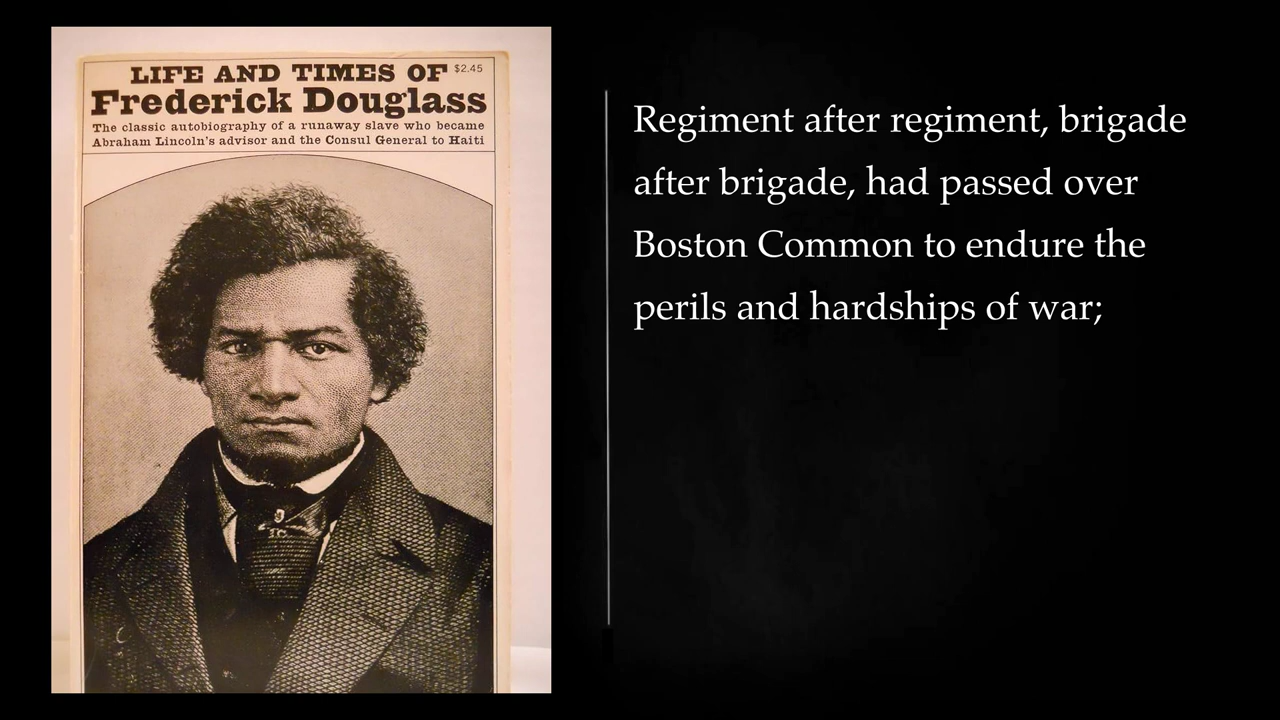 LIFE AND TIMES OF $2.45
Frederick Douglass
The classic autobiography of a runaway slave who became
Abraham Lincoln's advisor and the Consul General to Haiti
Regiment after regiment, brigade
after brigade, had passed over
Boston Common to endure the
perils and hardships of war;